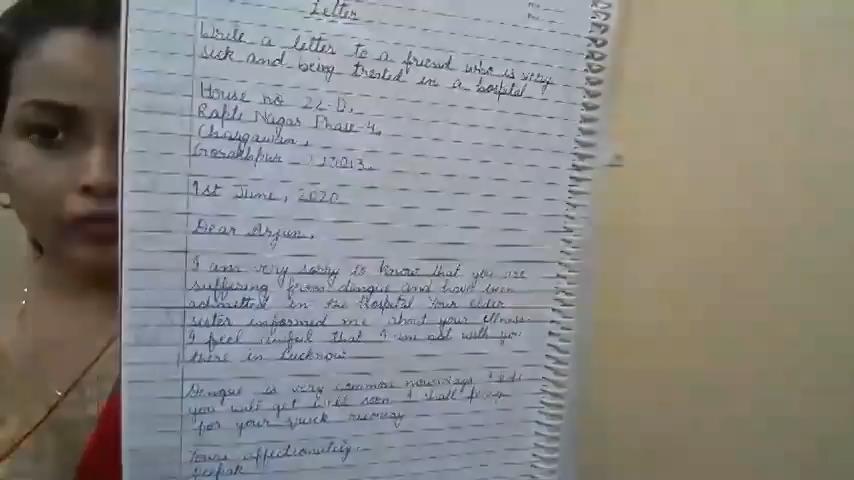 Letter
Write a letter to a friend who is very
sick and being treated in a hospital
House no 22-D,
Rapti Nagar Phase-4,
Chargawan,
Gorakhpur
1st June, 2020
Dear Arjun,
I am very sorry to know that you are
suffering from dengue and have been
admitted in the hospital Your elder
sister informed me about your illness.
I feel that I am not with you
there in Lucknow
Dengue is very common nowadays I
you will get well soon I shall pray
for your quick recovery
Yours affectionately
Deepak